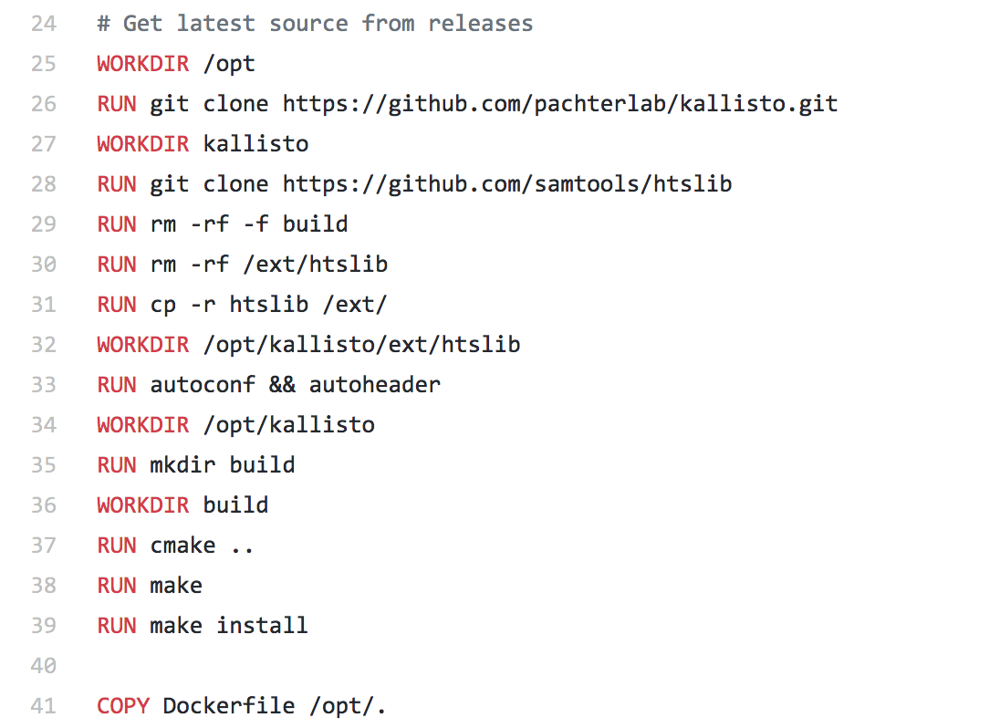 24 # Get latest source from releases
25 WORKDIR /opt
26 RUN git clone https://github.com/pachterlab/kallisto.git
27 WORKDIR kallisto
28 RUN git clone https://github.com/samtools/htslib
29 RUN rm -rf -f build
30 RUN rm -rf /ext/htslib
31 RUN cp -r htslib /ext/
32 WORKDIR /opt/kallisto/ext/htslib
33 RUN autoconf && autoheader
34 WORKDIR /opt/kallisto
35 RUN mkdir build
36 WORKDIR build
37 RUN cmake ..
38 RUN make
39 RUN make install
40
41 COPY Dockerfile /opt/.